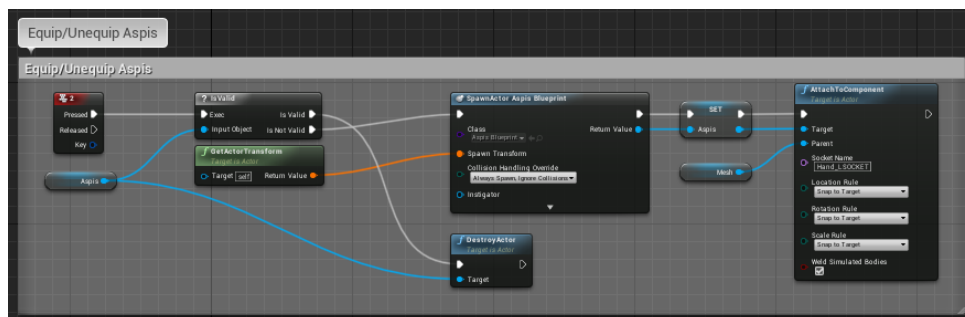 Equip/Unequip Aspis
Equip/Unequip Aspis
2
Pressed
Released
Key
Aspis
? IsValid
Exec
Is Valid
Input Object
Is Not Valid
f GetActorTransform
Target is Actor
Target self
Return Value
SpawnActor Aspis Blueprint
Class
Aspis Blueprint
Return Value
Spawn Transform
Collision Handling Override
Always Spawn, Ignore Collisions
Instigator
f DestroyActor
Target is Actor
Target
SET
Aspis
Mesh
f AttachToComponent
Target is Actor
Target
Parent
Socket Name
Hand_LSOCKET
Location Rule
Snap to Target
Rotation Rule
Snap to Target
Scale Rule
Snap to Target
Weld Simulated Bodies